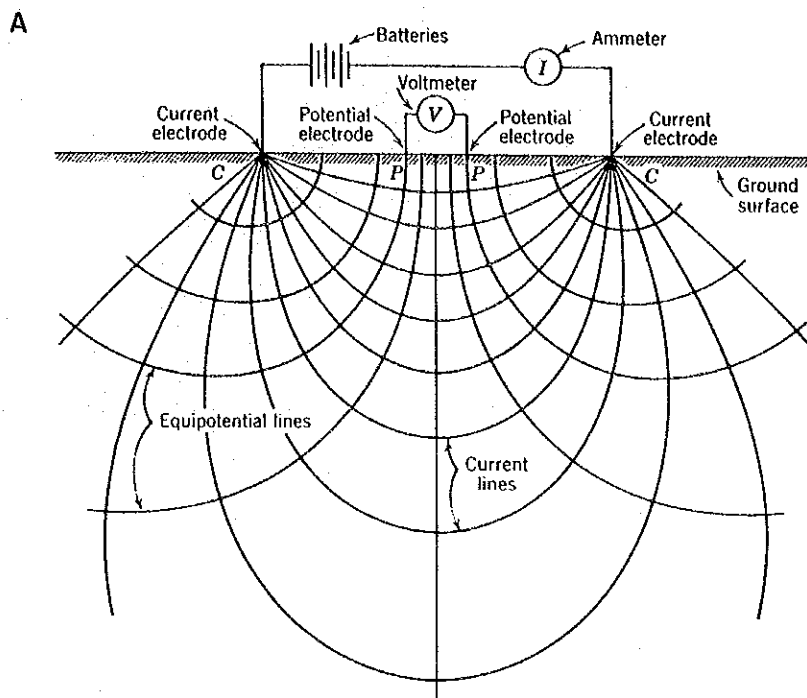 A
Batteries
Ammeter
I
Voltmeter
V
Current
electrode
Potential
electrode
Potential
electrode
Current
electrode
C
P
P
C
Ground
surface
Equipotential lines
Current
lines